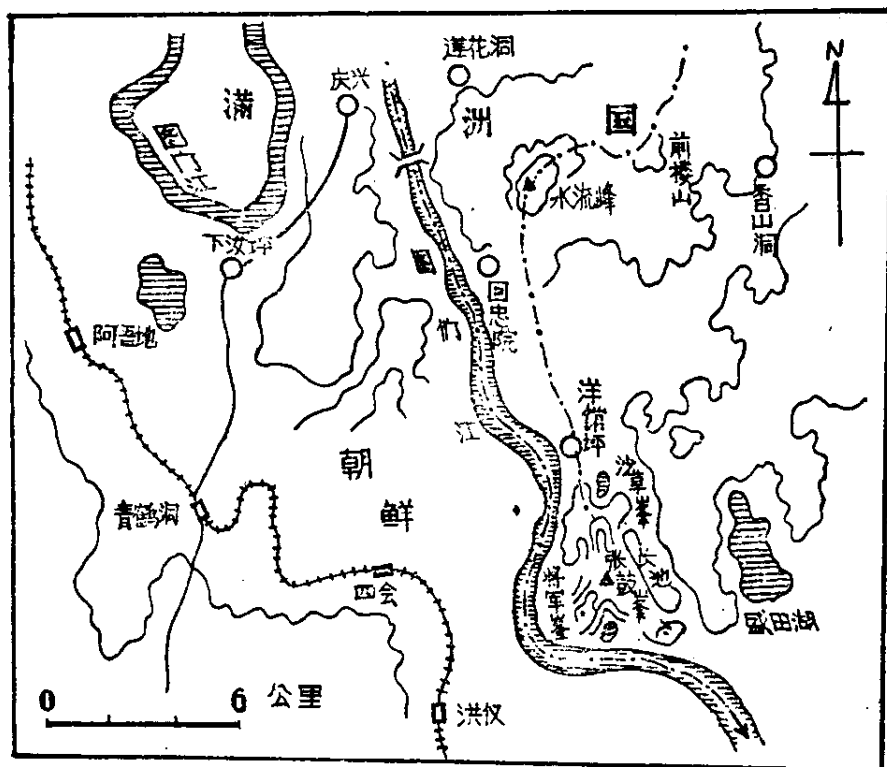 莲花洞
N
庆兴
满
洲
国
图
们
江
前楼山
香山洞
水流峰
下汝坪
图
们
江
回忠院
阿吾地
洋馆坪
朝
鲜
沙草峯
青鹤洞
张鼓峯
长池
将军峯
四会
盛田湖
0 6 公里
洪仪